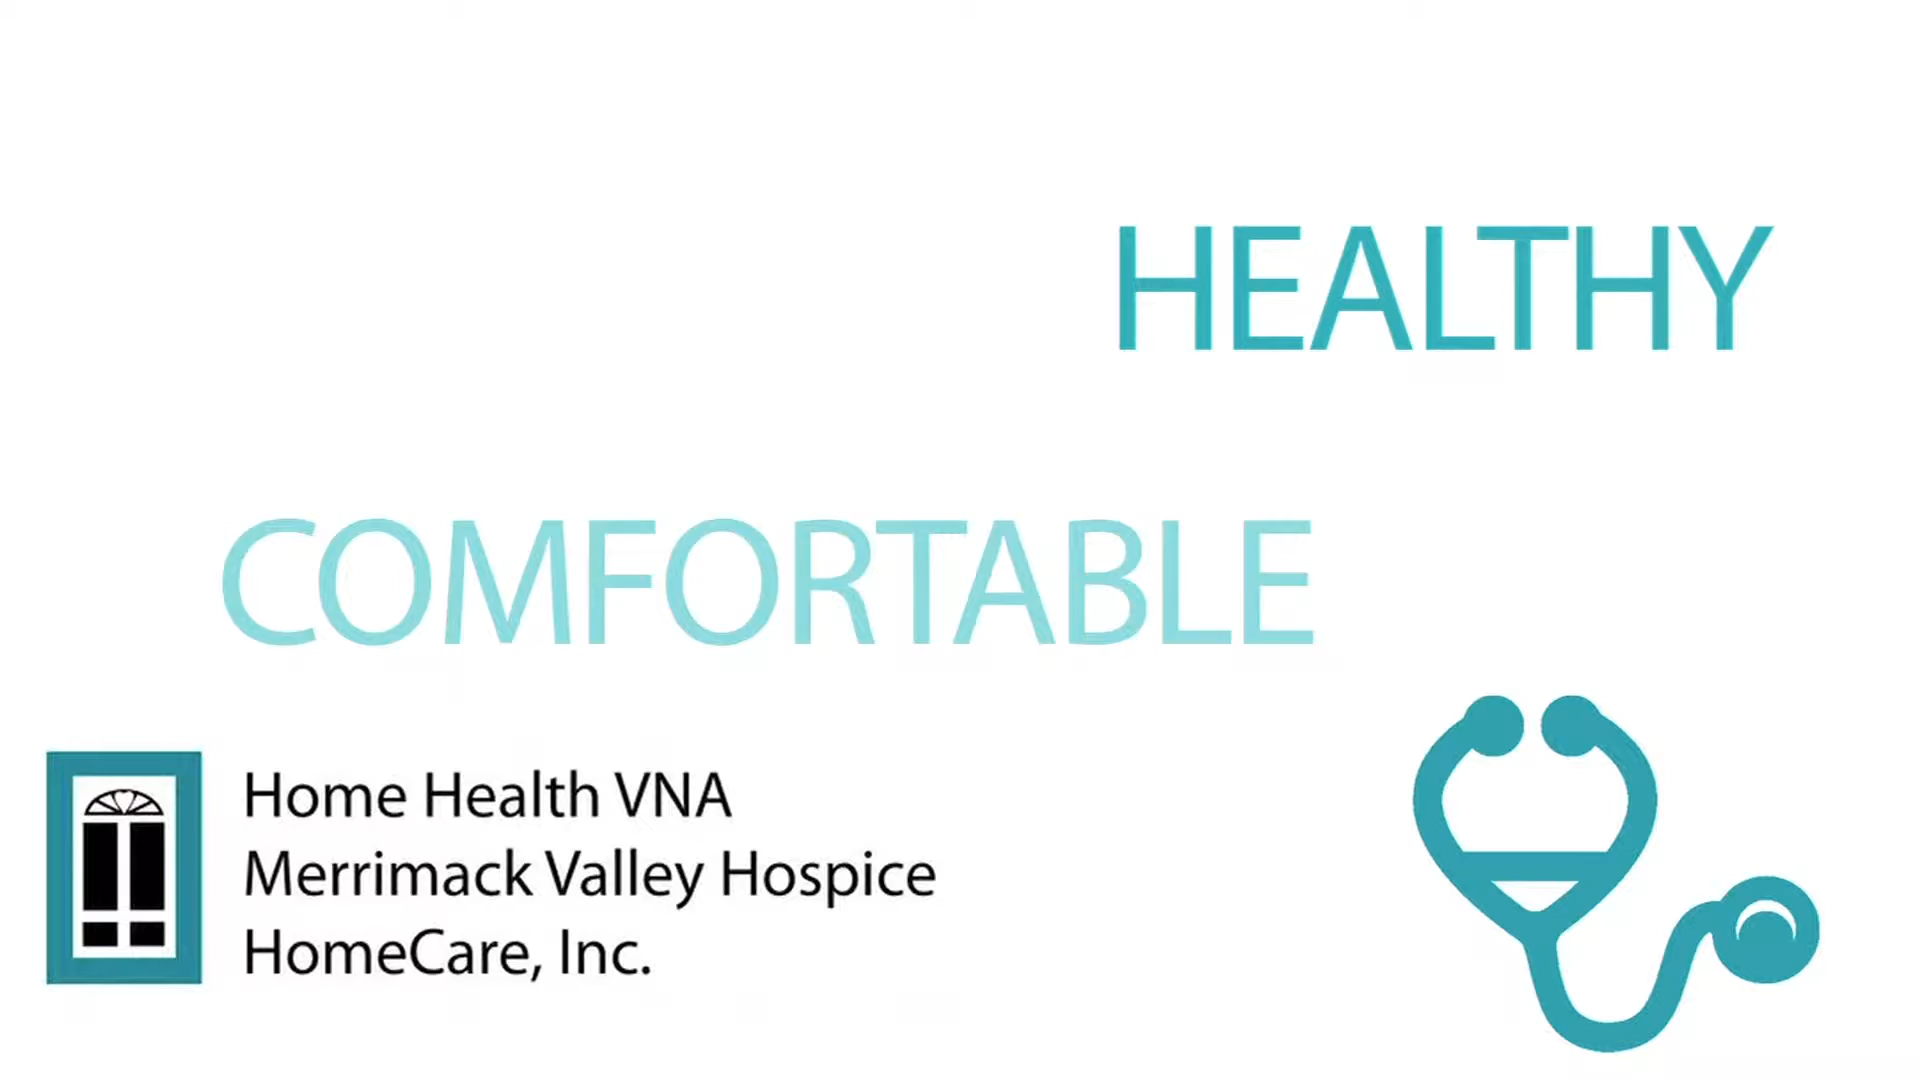 HEALTHY
COMFORTABLE
Home Health VNA
Merrimack Valley Hospice
HomeCare, Inc.